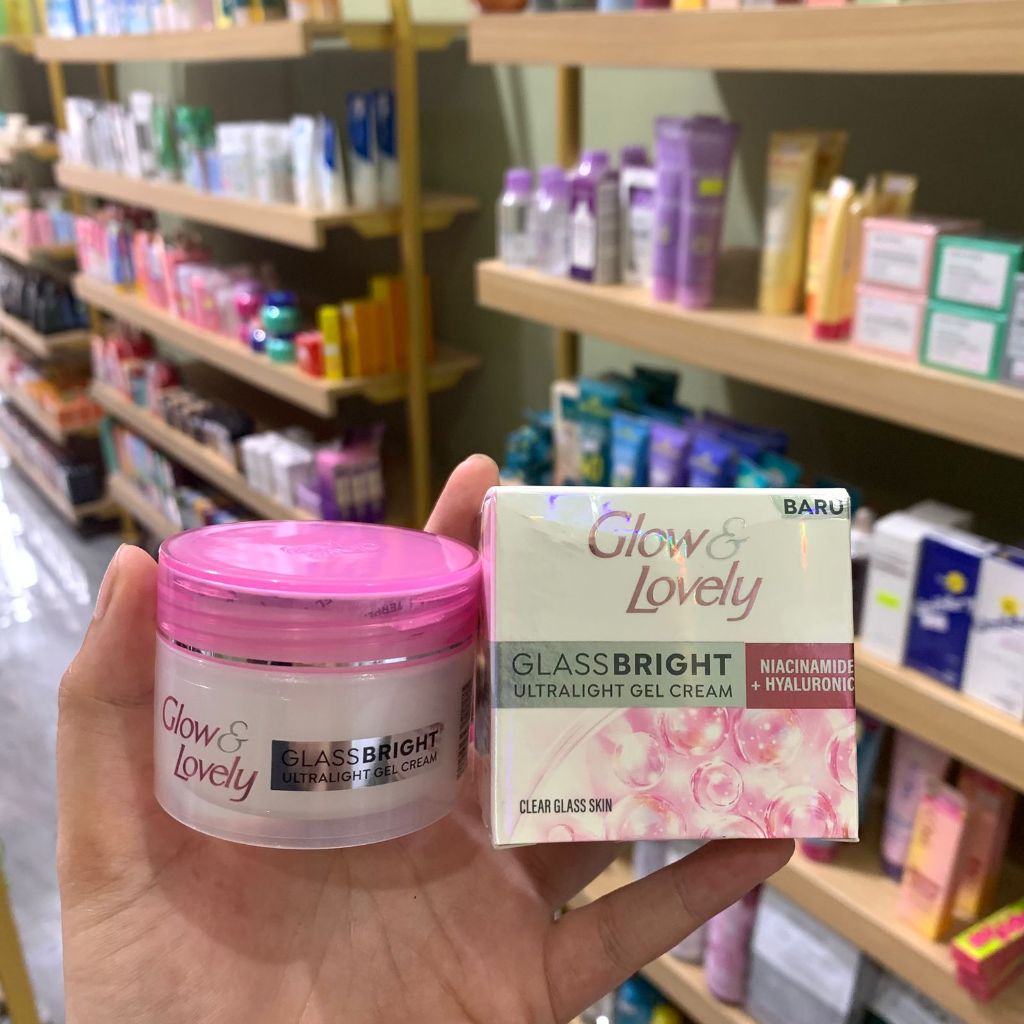 Glow &
Lovely
GLASSBRIGHT
ULTRALIGHT GEL CREAM
BARU
Glow &
Lovely
GLASSBRIGHT
ULTRALIGHT GEL CREAM
NIACINAMIDE
+ HYALURONIC
CLEAR GLASS SKIN